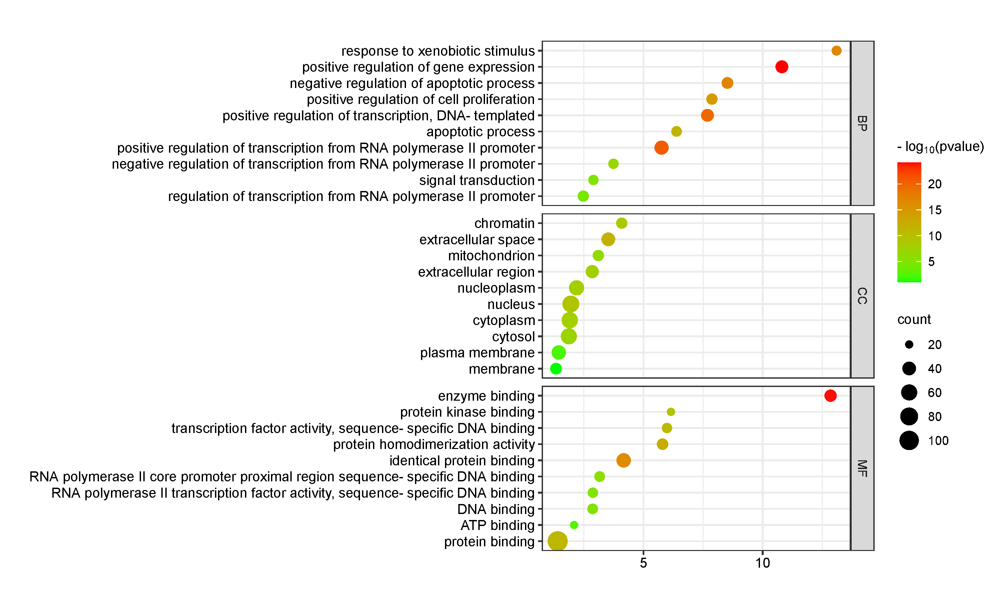 response to xenobiotic stimulus
positive regulation of gene expression
negative regulation of apoptotic process
positive regulation of cell proliferation
positive regulation of transcription, DNA- templated
apoptotic process
positive regulation of transcription from RNA polymerase II promoter
negative regulation of transcription from RNA polymerase II promoter
signal transduction
regulation of transcription from RNA polymerase II promoter
BP
chromatin
extracellular space
mitochondrion
extracellular region
nucleoplasm
nucleus
cytoplasm
cytosol
plasma membrane
membrane
CC
enzyme binding
protein kinase binding
transcription factor activity, sequence- specific DNA binding
protein homodimerization activity
identical protein binding
RNA polymerase II core promoter proximal region sequence- specific DNA binding
RNA polymerase II transcription factor activity, sequence- specific DNA binding
DNA binding
ATP binding
protein binding
MF
5 10
- log₁₀(pvalue)
20
15
10
5
count
20
40
60
80
100